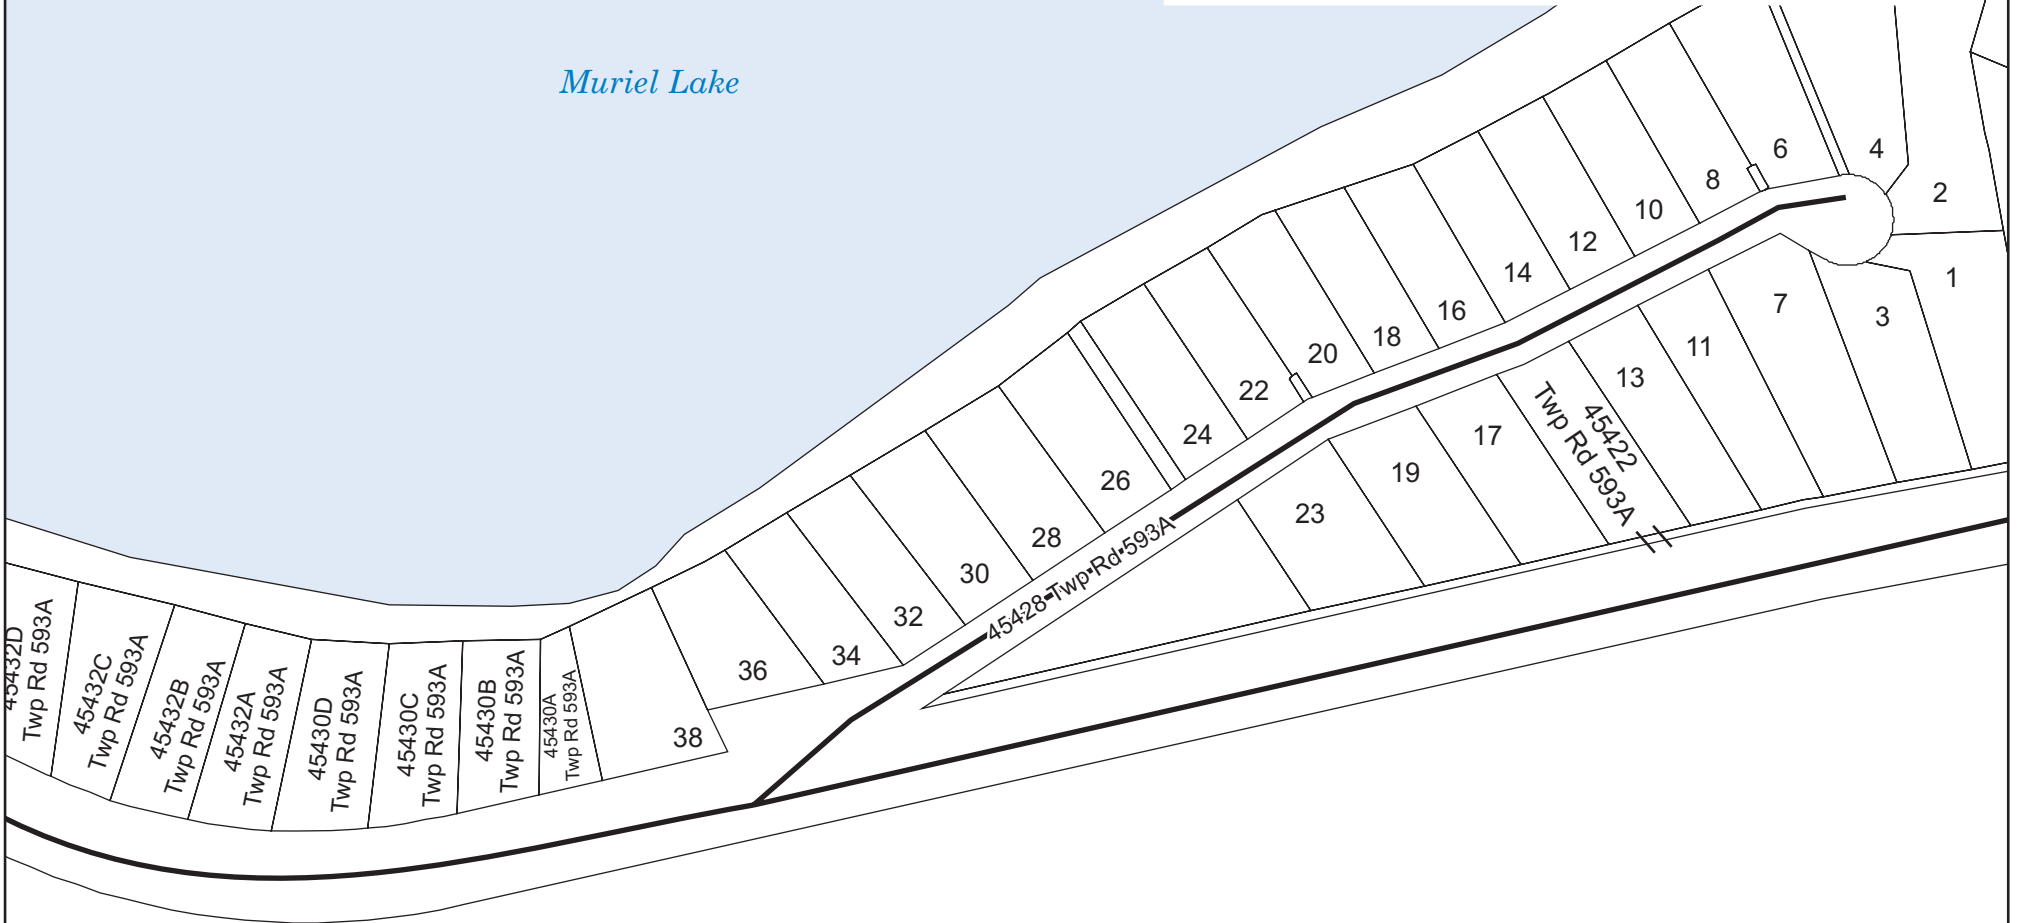 Muriel Lake
6
4
2
8
10
12
14
16
18
20
22
24
26
28
30
32
34
36
38
1
3
7
11
13
45422
Twp Rd 593A
17
19
23
45428 Twp Rd 593A
45432D
Twp Rd 593A
45432C
Twp Rd 593A
45432B
Twp Rd 593A
45432A
Twp Rd 593A
45430D
Twp Rd 593A
45430C
Twp Rd 593A
45430B
Twp Rd 593A
45430A
Twp Rd 593A